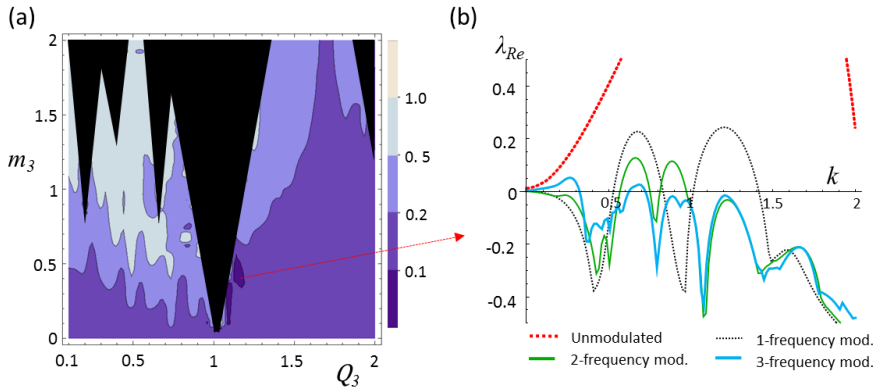 (a)
2
1.5
m3
1
0.5
0
0.1
0.5
1
1.5
2
Q3
1.0
0.5
0.2
0.1
(b)
λRe
0.4
0.2
0
-0.2
-0.4
0.5
1
1.5
2
k
Unmodulated
1-frequency mod.
2-frequency mod.
3-frequency mod.